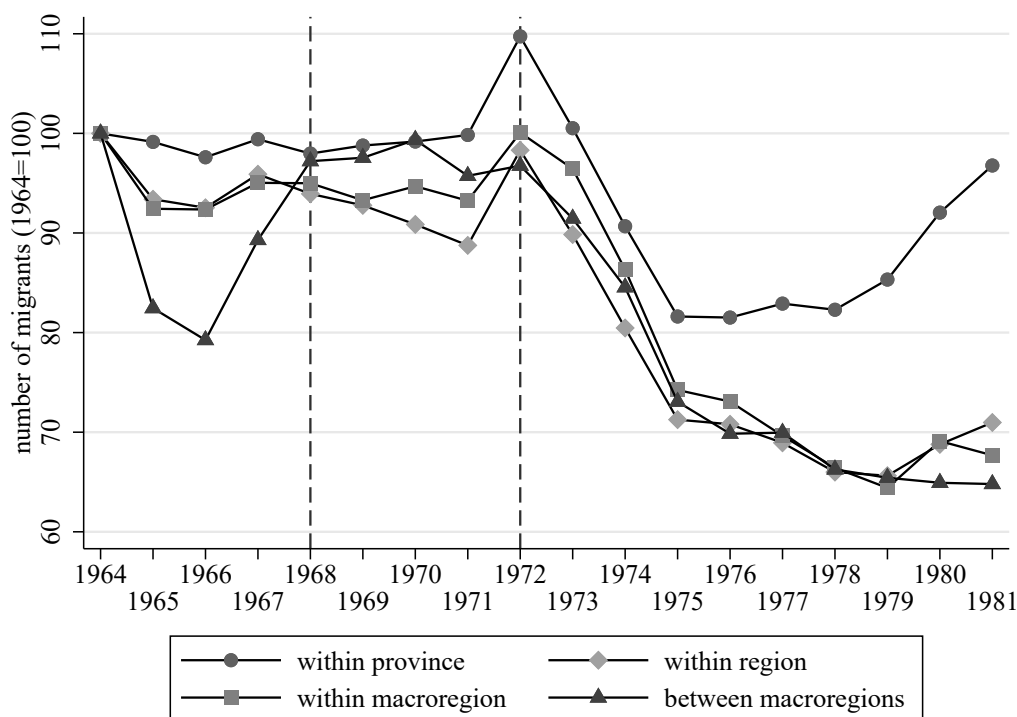 number of migrants (1964=100)
110
100
90
80
70
60
1964 1966 1968 1970 1972 1974 1976 1978 1980
1965 1967 1969 1971 1973 1975 1977 1979 1981
within province within region
within macroregion between macroregions